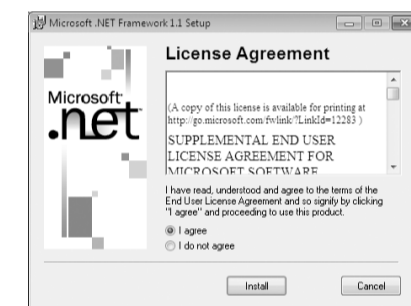 Microsoft .NET Framework 1.1 Setup
License Agreement
Microsoft
.net
(A copy of this license is available for printing at
http://go.microsoft.com/fwlink/?LinkId=12283 )
SUPPLEMENTAL END USER
LICENSE AGREEMENT FOR
MICROSOFT SOFTWARE
I have read, understood and agree to the terms of the
End User License Agreement and so signify by clicking
"I agree" and proceeding to use this product.
I agree
I do not agree
Install
Cancel